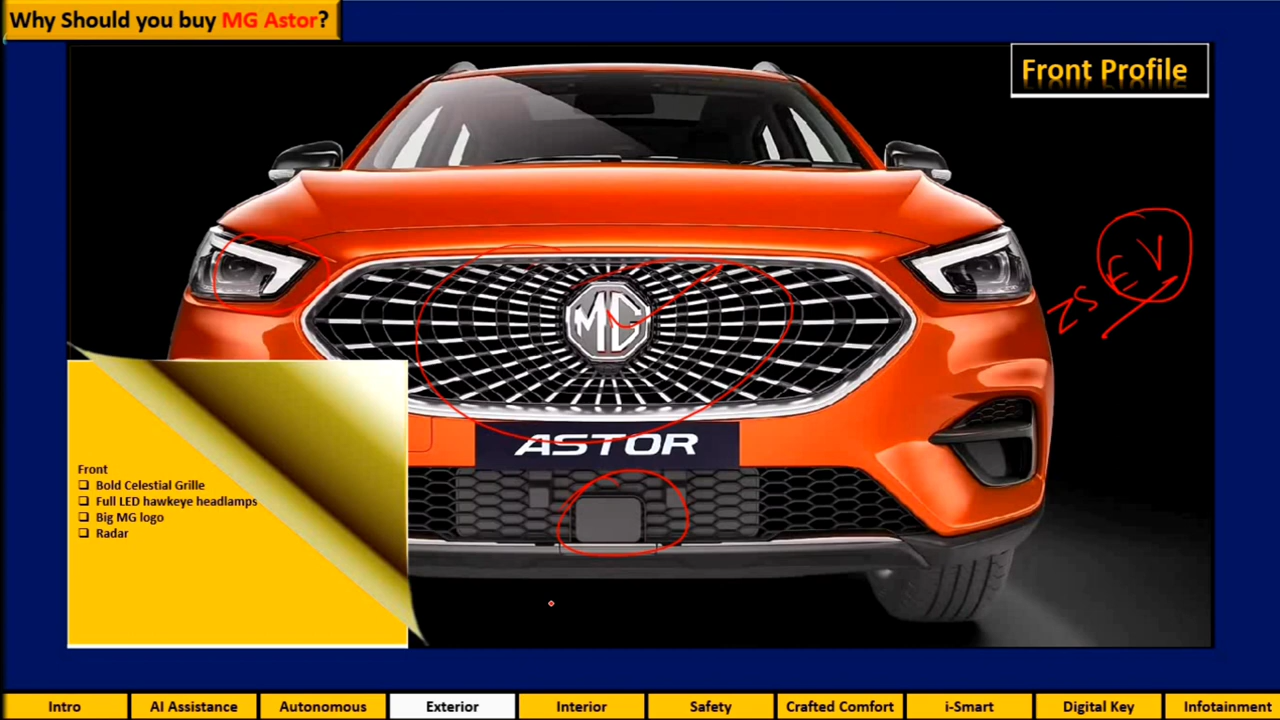 Why Should you buy MG Astor?
Front Profile
ZS EV
MG
ASTOR
Front
❑ Bold Celestial Grille
❑ Full LED hawkeye headlamps
❑ Big MG logo
❑ Radar
Intro
AI Assistance
Autonomous
Exterior
Interior
Safety
Crafted Comfort
i-Smart
Digital Key
Infotainment